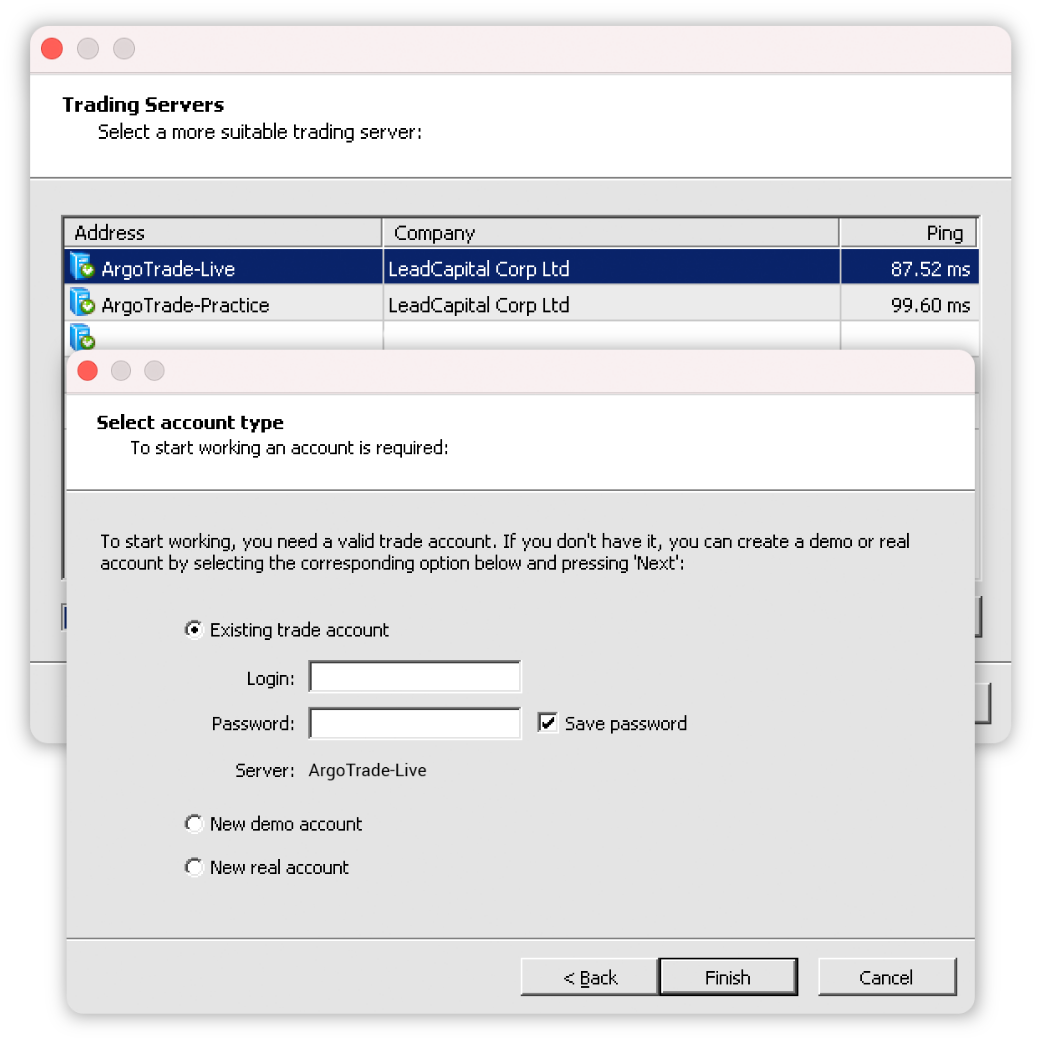 Trading Servers
Select a more suitable trading server:
Address Company Ping
ArgoTrade-Live LeadCapital Corp Ltd 87.52 ms
ArgoTrade-Practice LeadCapital Corp Ltd 99.60 ms
Select account type
To start working an account is required:
To start working, you need a valid trade account. If you don't have it, you can create a demo or real
account by selecting the corresponding option below and pressing 'Next':
Existing trade account
Login:
Password: Save password
Server: ArgoTrade-Live
New demo account
New real account
< Back Finish Cancel